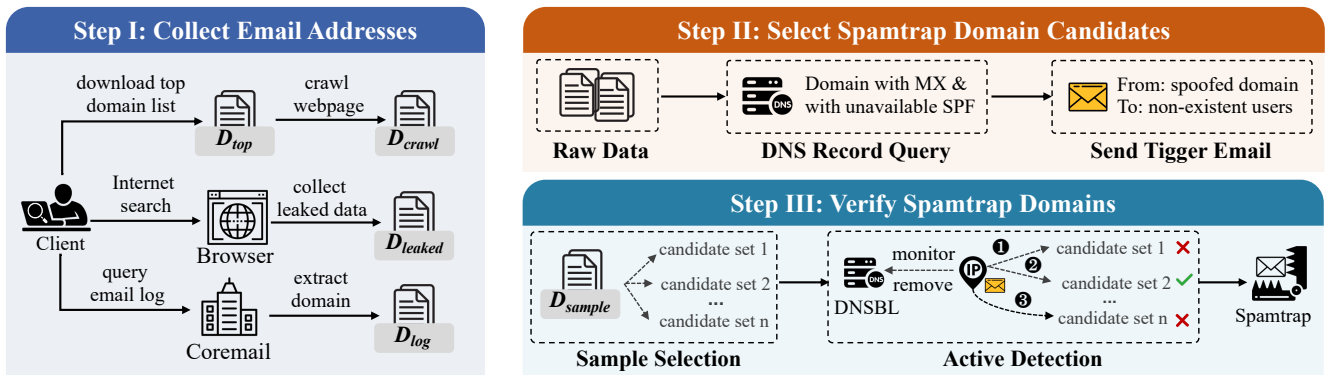 Step I: Collect Email Addresses
download top
domain list
crawl
webpage
D_top
D_crawl
Internet
search
collect
leaked data
Client
Browser
D_leaked
query
email log
extract
domain
Coremail
D_log
Step II: Select Spamtrap Domain Candidates
DNS
Domain with MX &
with unavailable SPF
From: spoofed domain
To: non-existent users
Raw Data
DNS Record Query
Send Tigger Email
Step III: Verify Spamtrap Domains
D_sample
candidate set 1
candidate set 2
...
candidate set n
DNS
DNSBL
monitor
remove
IP
❶
❷
❸
candidate set 1
candidate set 2
...
candidate set n
Spamtrap
Sample Selection
Active Detection